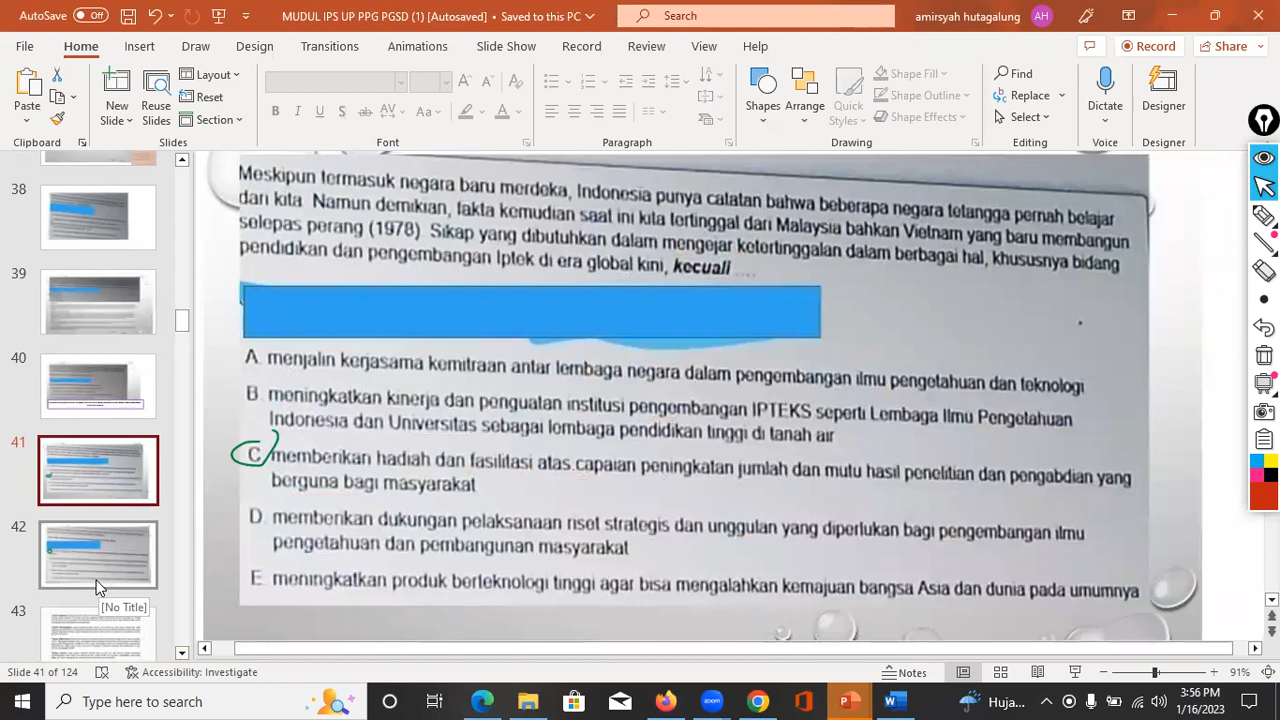 AutoSave Off MUDUL IPS UP PPG PGSD (1) [Autosaved] • Saved to this PC Search amirsyah hutagalung AH
File Home Insert Draw Design Transitions Animations Slide Show Record Review View Help Record Share
Paste New Slide Reuse Slides Layout Reset Section Shapes Arrange Quick Styles Shape Fill Shape Outline Shape Effects Find Replace Select Dictate Designer
Clipboard Slides Font Paragraph Drawing Editing Voice Designer
38
39
40
41
42
[No Title]
43
Meskipun termasuk negara baru merdeka, Indonesia punya catatan bahwa beberapa negara tetangga pernah belajar
dari kita. Namun demikian, fakta kemudian saat ini kita tertinggal dari Malaysia bahkan Vietnam yang baru membangun
selepas perang (1978). Sikap yang dibutuhkan dalam mengejar ketertinggalan dalam berbagai hal, khususnya bidang
pendidikan dan pengembangan Iptek di era global kini, kecuali ....
A. menjalin kerjasama kemitraan antar lembaga negara dalam pengembangan ilmu pengetahuan dan teknologi
B. meningkatkan kinerja dan penguatan institusi pengembangan IPTEKS seperti Lembaga Ilmu Pengetahuan
Indonesia dan Universitas sebagai lembaga pendidikan tinggi di tanah air
C. memberikan hadiah dan fasilitasi atas capaian peningkatan jumlah dan mutu hasil penelitian dan pengabdian yang
berguna bagi masyarakat
D. memberikan dukungan pelaksanaan riset strategis dan unggulan yang diperlukan bagi pengembangan ilmu
pengetahuan dan pembangunan masyarakat
E. meningkatkan produk berteknologi tinggi agar bisa mengalahkan kemajuan bangsa Asia dan dunia pada umumnya
Slide 41 of 124 Accessibility: Investigate Notes 91%
Type here to search Huja... 3:56 PM
1/16/2023